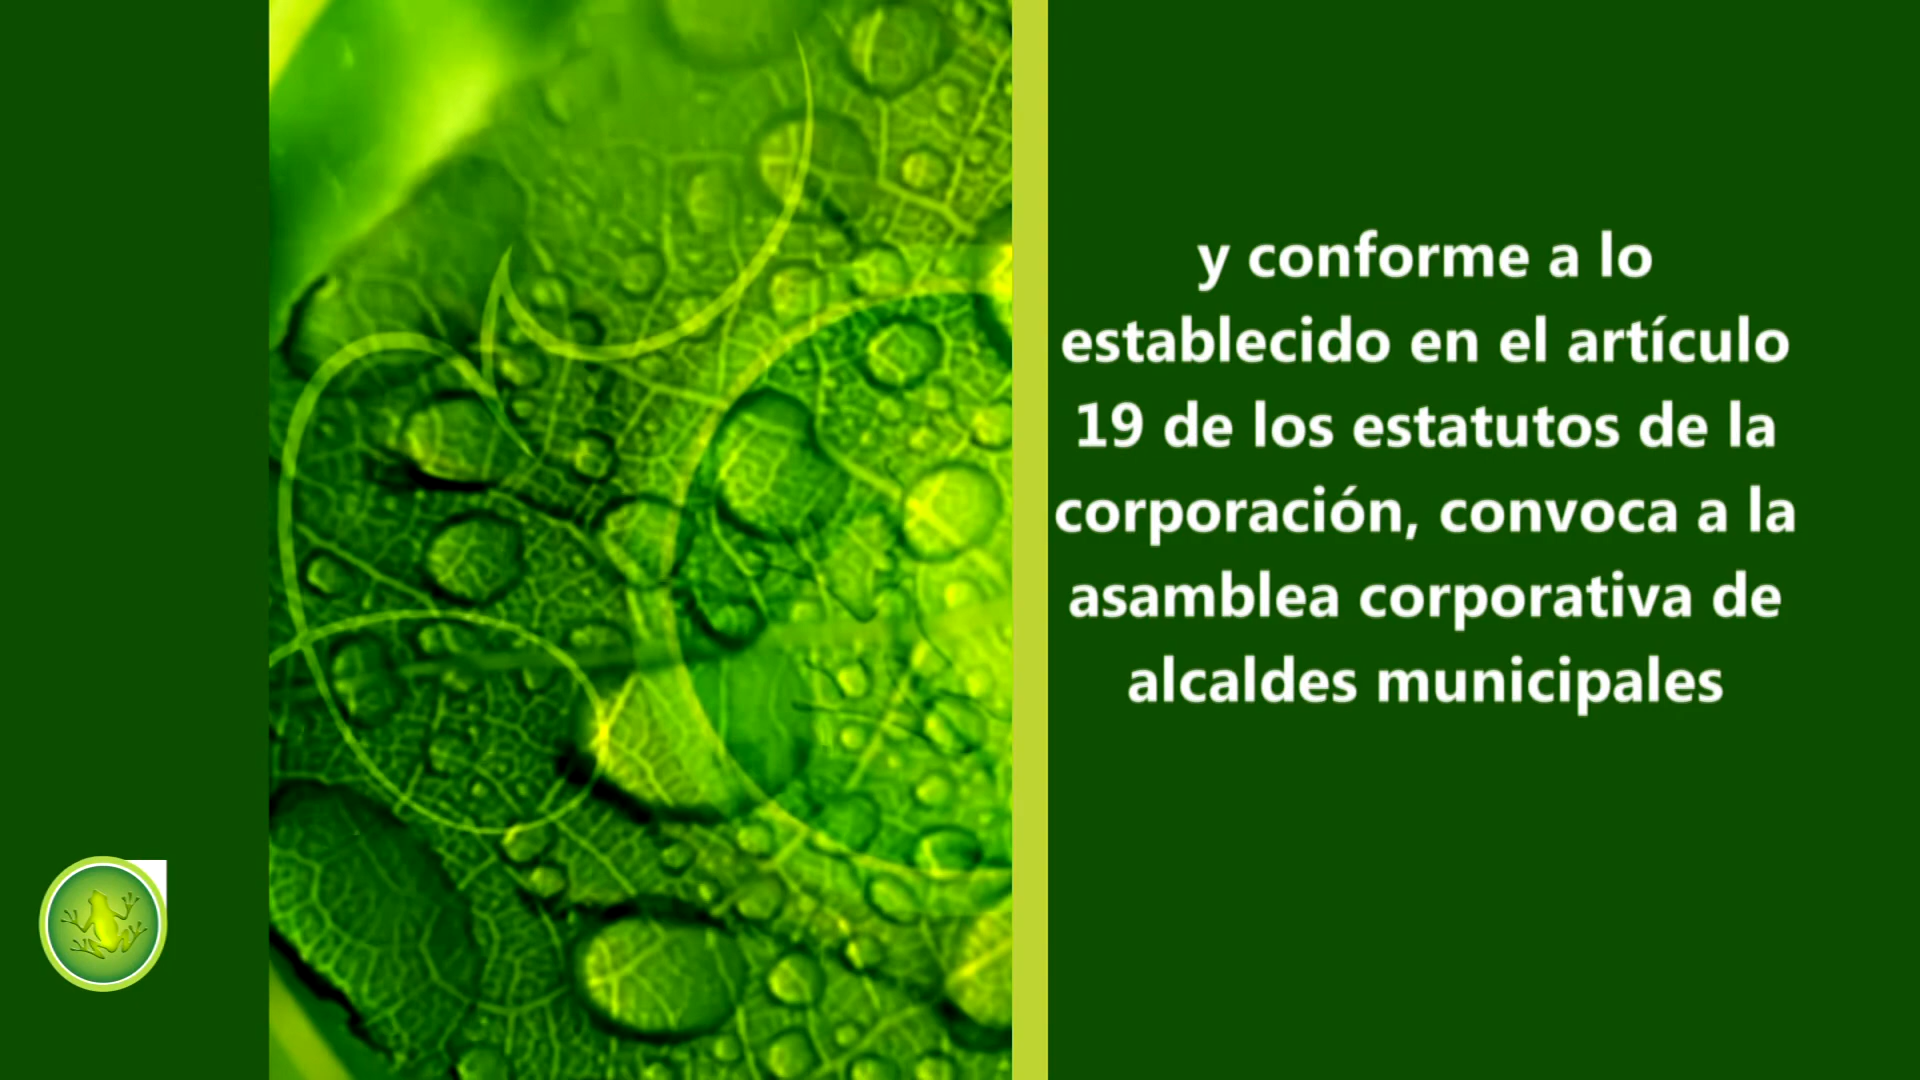 y conforme a lo
establecido en el artículo
19 de los estatutos de la
corporación, convoca a la
asamblea corporativa de
alcaldes municipales